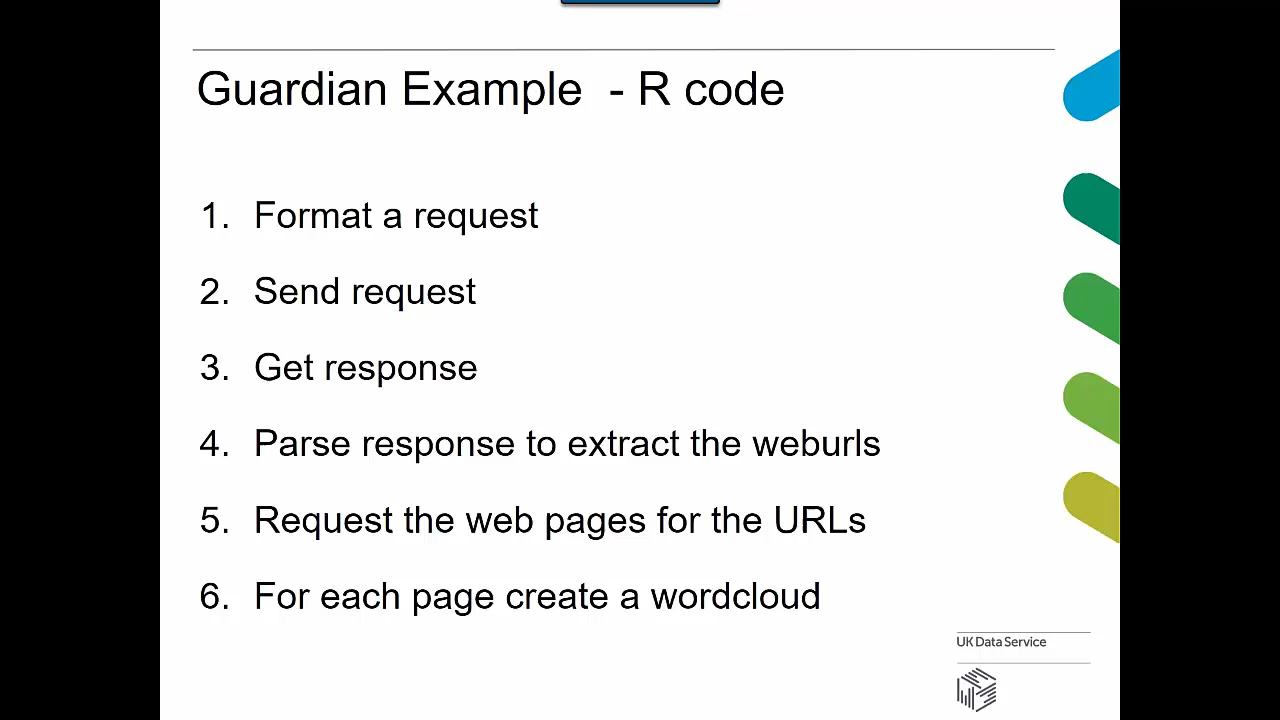 Guardian Example - R code
1. Format a request
2. Send request
3. Get response
4. Parse response to extract the weburls
5. Request the web pages for the URLs
6. For each page create a wordcloud
UK Data Service